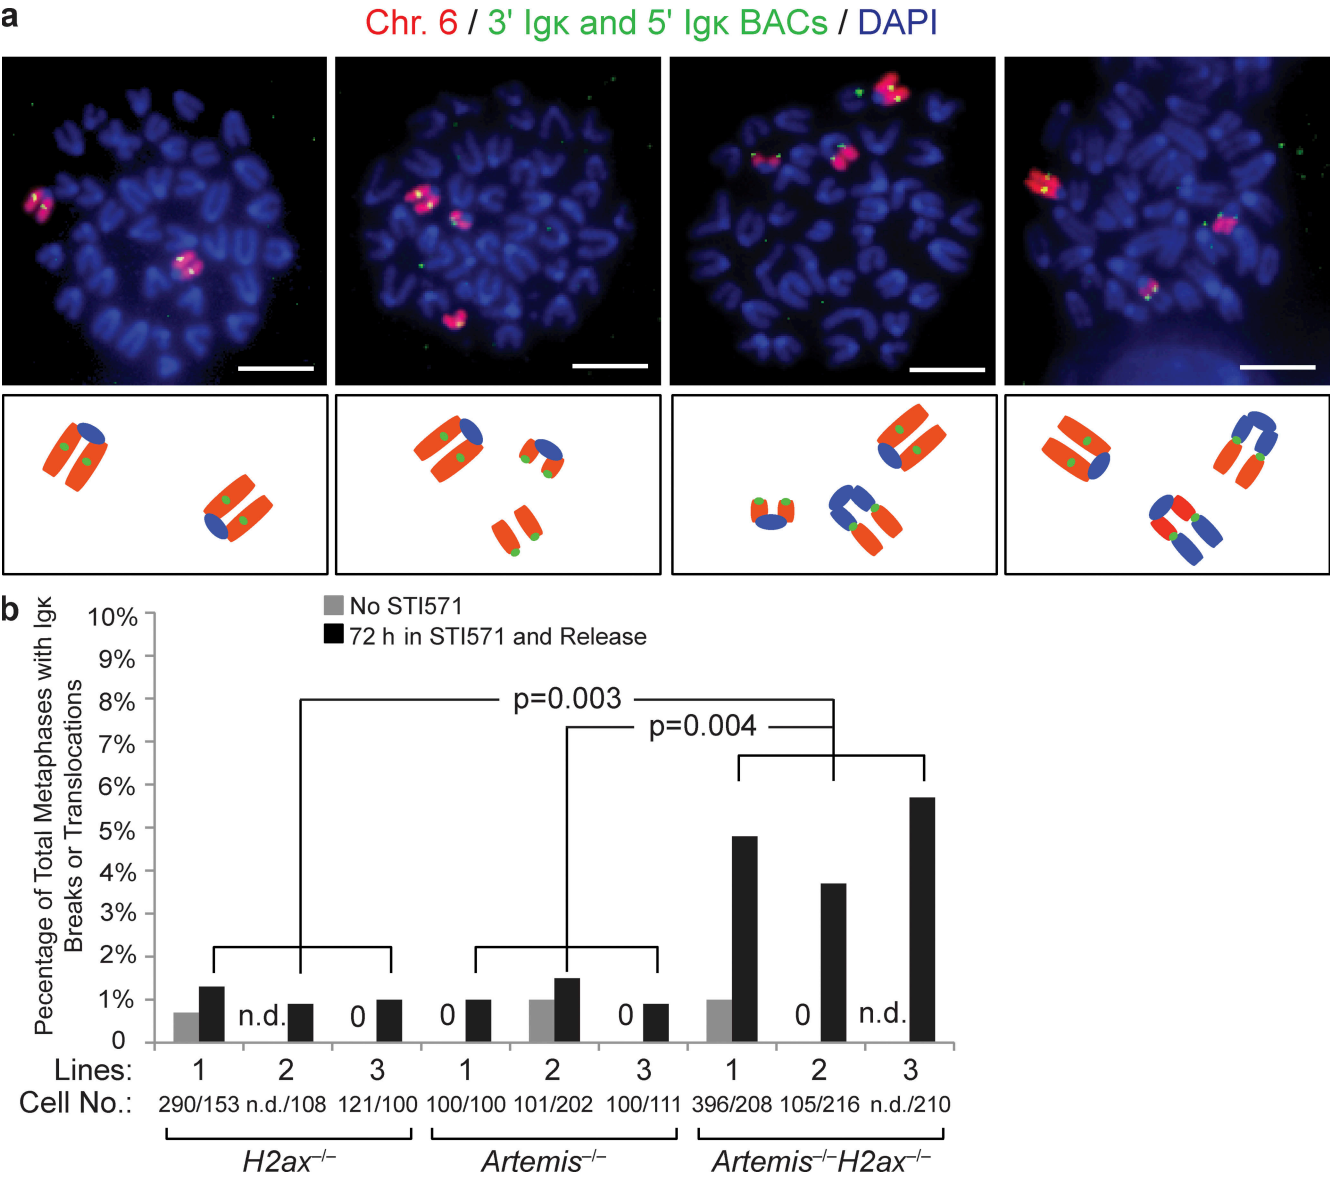 a
Chr. 6 / 3' Igκ and 5' Igκ BACs / DAPI
b
Pecentage of Total Metaphases with Igκ
Breaks or Translocations
No STI571
72 h in STI571 and Release
10%
9%
8%
7%
6%
5%
4%
3%
2%
1%
0
p=0.003
p=0.004
n.d. 0 0 0 0 n.d.
Lines: 1 2 3 1 2 3 1 2 3
Cell No.: 290/153 n.d./108 121/100 100/100 101/202 100/111 396/208 105/216 n.d./210
H2ax–/– Artemis–/– Artemis–/–H2ax–/–